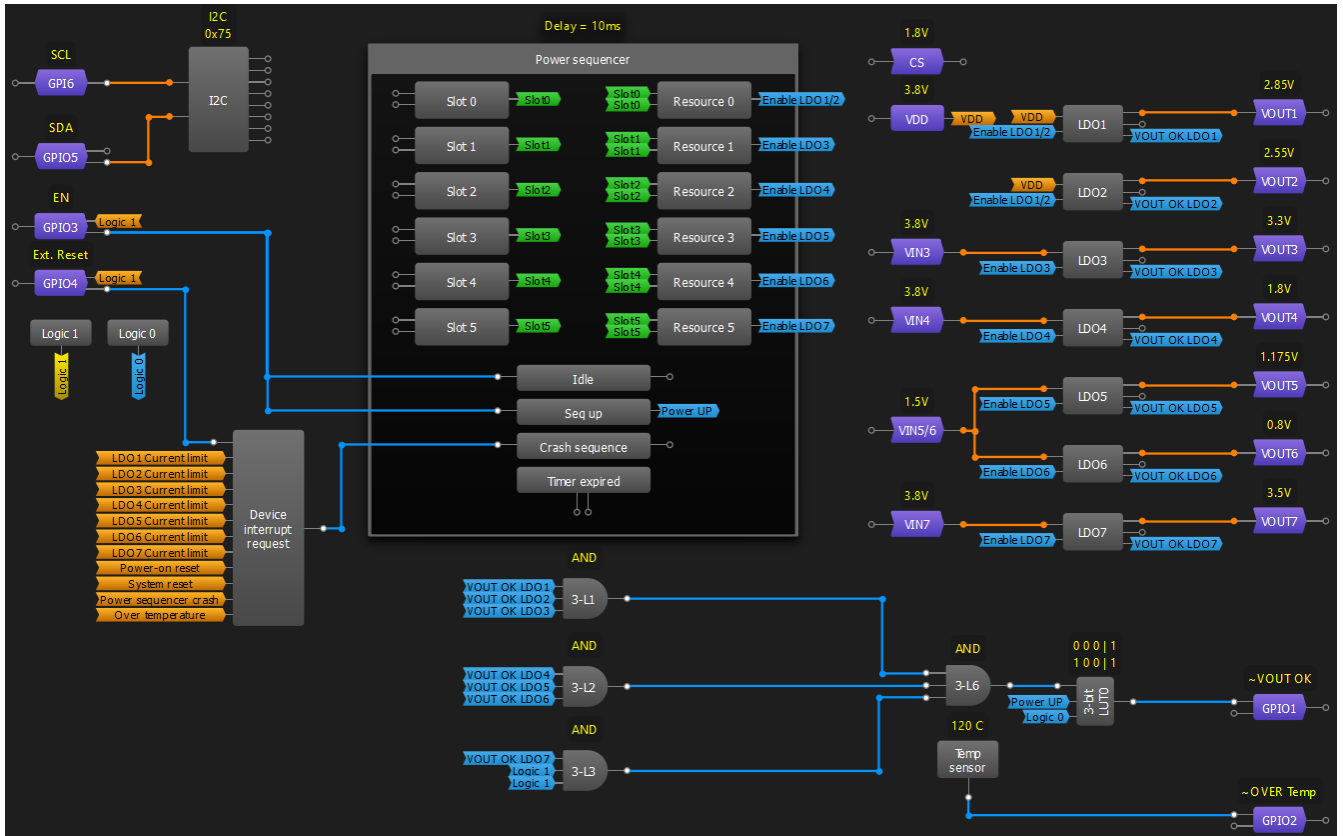 I2C
0x75
SCL
GPI6
SDA
GPIO5
I2C
EN
GPIO3
Logic 1
Ext. Reset
GPIO4
Logic 1
Logic 1
Logic 0
Logic 1
Logic 0
LDO1 Current limit
LDO2 Current limit
LDO3 Current limit
LDO4 Current limit
LDO5 Current limit
LDO6 Current limit
LDO7 Current limit
Power-on reset
System reset
Power sequencer crash
Over temperature
Device
interrupt
request
Delay = 10ms
Power sequencer
Slot 0
Slot0
Slot0
Slot0
Resource 0
Enable LDO1/2
Slot 1
Slot1
Slot1
Slot1
Resource 1
Enable LDO3
Slot 2
Slot2
Slot2
Slot2
Resource 2
Enable LDO4
Slot 3
Slot3
Slot3
Slot3
Resource 3
Enable LDO5
Slot 4
Slot4
Slot4
Slot4
Resource 4
Enable LDO6
Slot 5
Slot5
Slot5
Slot5
Resource 5
Enable LDO7
Idle
Seq up
Power UP
Crash sequence
Timer expired
1.8V
CS
3.8V
VDD
VDD
VDD
Enable LDO1/2
LDO1
VOUT OK LDO1
2.85V
VOUT1
VDD
Enable LDO1/2
LDO2
VOUT OK LDO2
2.55V
VOUT2
3.8V
VIN3
Enable LDO3
LDO3
VOUT OK LDO3
3.3V
VOUT3
3.8V
VIN4
Enable LDO4
LDO4
VOUT OK LDO4
1.8V
VOUT4
1.5V
VIN5/6
Enable LDO5
LDO5
VOUT OK LDO5
1.175V
VOUT5
Enable LDO6
LDO6
VOUT OK LDO6
0.8V
VOUT6
3.8V
VIN7
Enable LDO7
LDO7
VOUT OK LDO7
3.5V
VOUT7
AND
VOUT OK LDO1
VOUT OK LDO2
VOUT OK LDO3
3-L1
AND
VOUT OK LDO4
VOUT OK LDO5
VOUT OK LDO6
3-L2
AND
VOUT OK LDO7
Logic 1
Logic 1
3-L3
AND
3-L6
0 0 0 | 1
1 0 0 | 1
Power UP
Logic 0
3-bit
LUT0
~VOUT OK
GPIO1
120 C
Temp
sensor
~OVER Temp
GPIO2